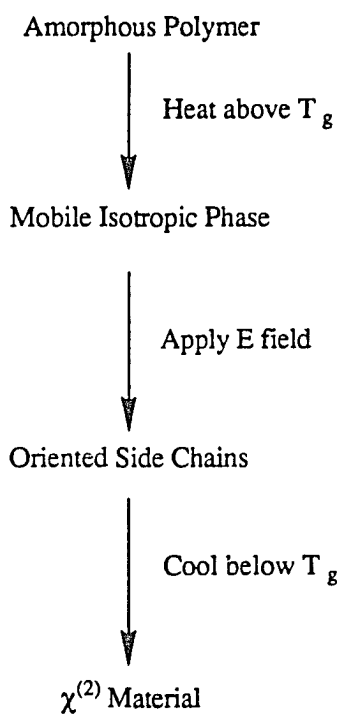 Amorphous Polymer
Heat above T g
Mobile Isotropic Phase
Apply E field
Oriented Side Chains
Cool below T g
χ(2) Material